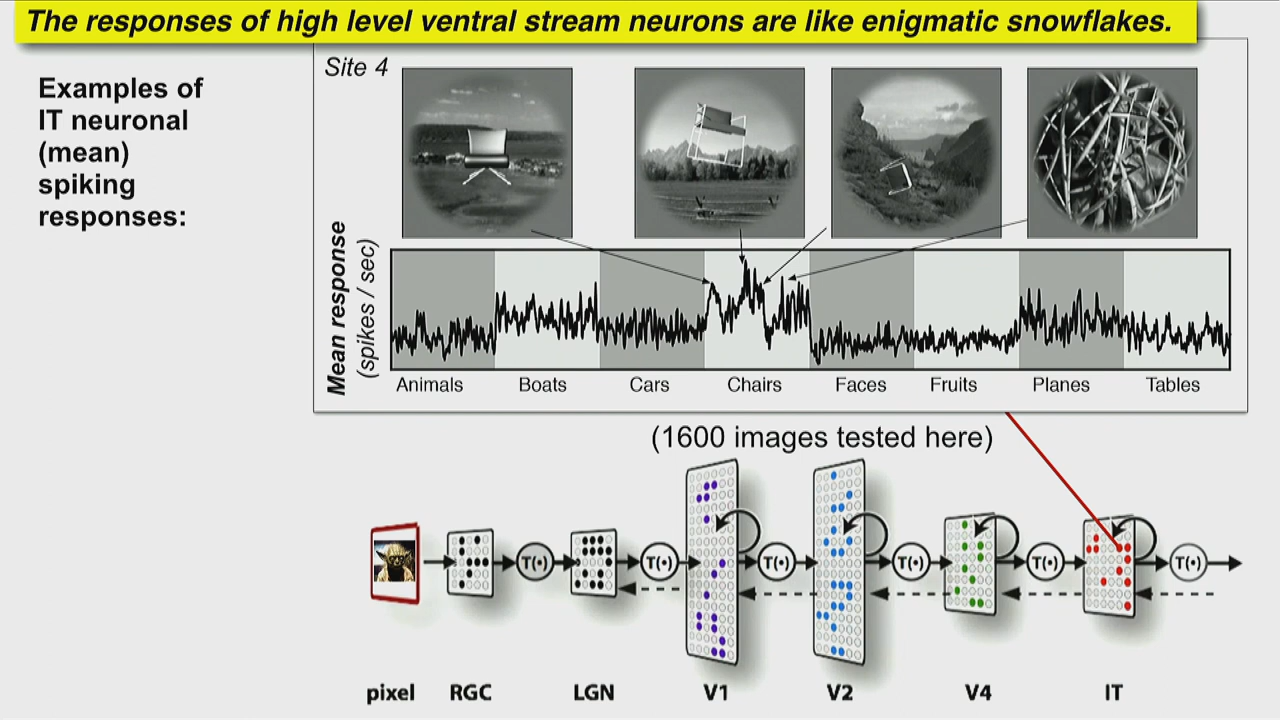 The responses of high level ventral stream neurons are like enigmatic snowflakes.
Examples of
IT neuronal
(mean)
spiking
responses:
Site 4
Mean response
(spikes / sec)
Animals Boats Cars Chairs Faces Fruits Planes Tables
(1600 images tested here)
T(•) T(•) T(•) T(•) T(•) T(•)
pixel RGC LGN V1 V2 V4 IT